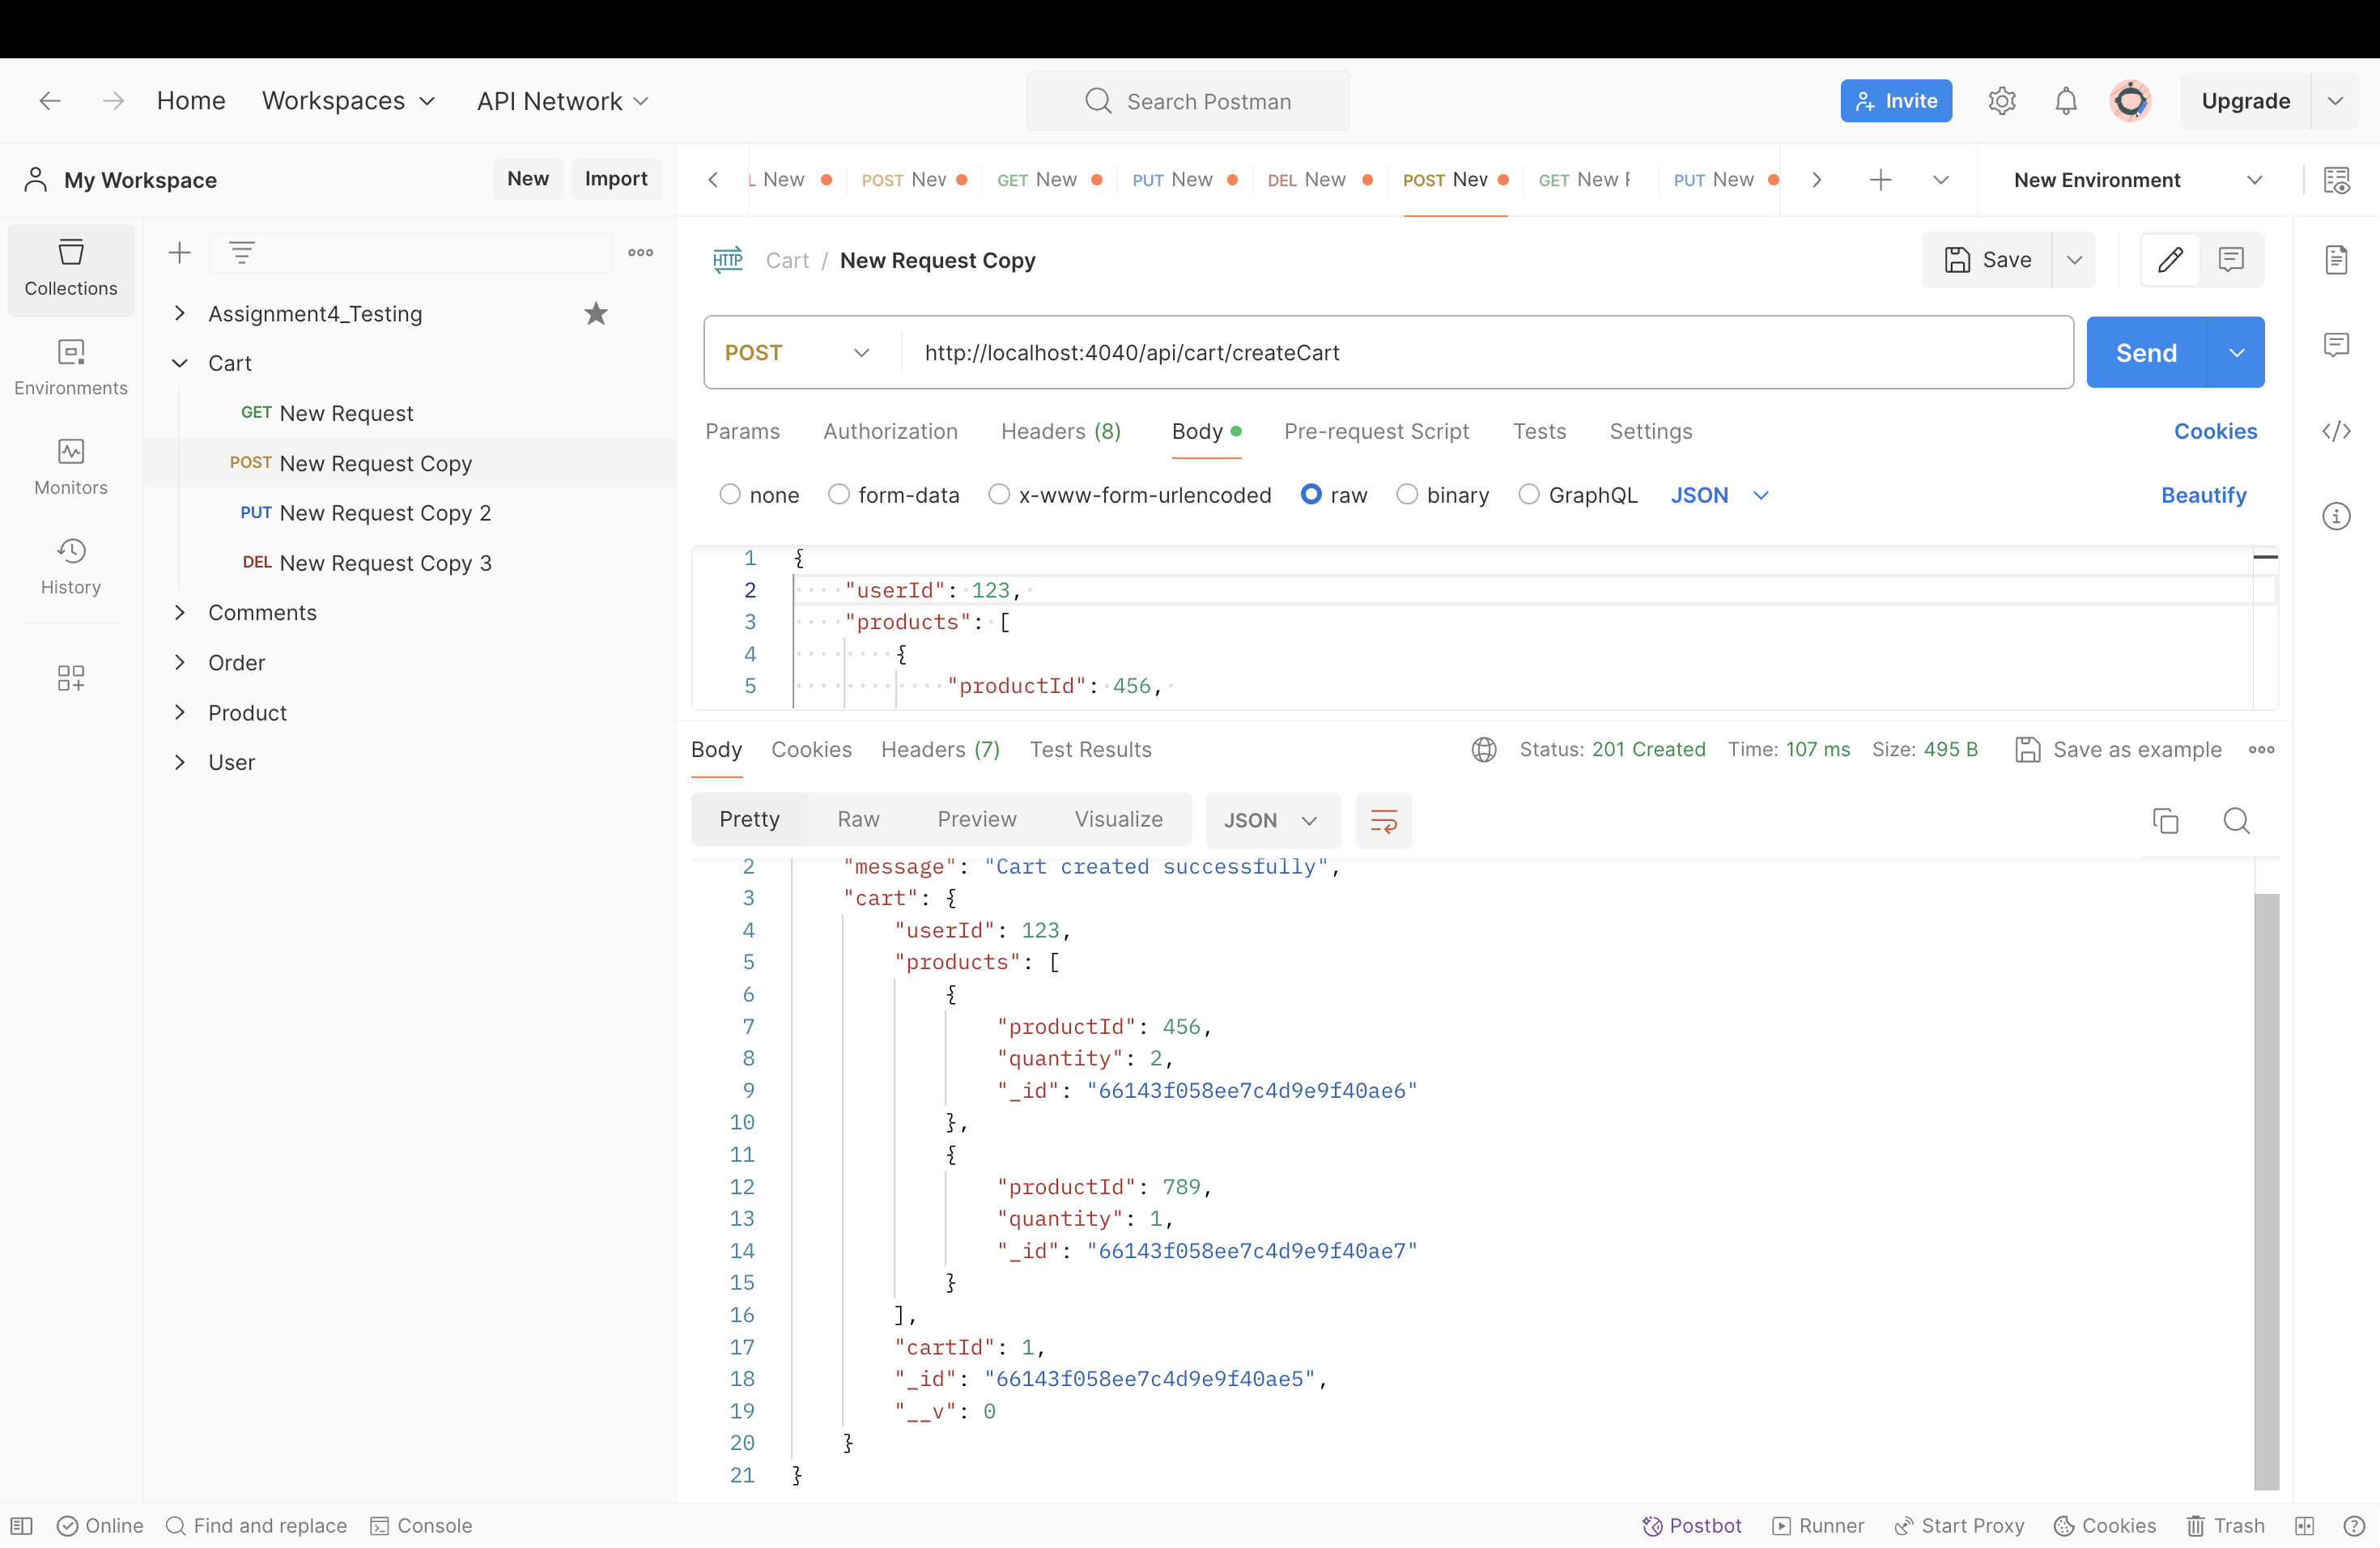 Home Workspaces API Network Search Postman Invite Upgrade
My Workspace New Import
New POST New GET New PUT New DEL New POST New GET New PUT New New Environment
Collections
Environments
Monitors
History
Assignment4_Testing
Cart
GET New Request
POST New Request Copy
PUT New Request Copy 2
DEL New Request Copy 3
Comments
Order
Product
User
HTTP Cart / New Request Copy Save
POST http://localhost:4040/api/cart/createCart Send
Params Authorization Headers (8) Body Pre-request Script Tests Settings Cookies
none form-data x-www-form-urlencoded raw binary GraphQL JSON Beautify
1 {
2 "userId": 123,
3 "products": [
4 {
5 "productId": 456,
Body Cookies Headers (7) Test Results Status: 201 Created Time: 107 ms Size: 495 B Save as example
Pretty Raw Preview Visualize JSON
2 "message": "Cart created successfully",
3 "cart": {
4 "userId": 123,
5 "products": [
6 {
7 "productId": 456,
8 "quantity": 2,
9 "_id": "66143f058ee7c4d9e9f40ae6"
10 },
11 {
12 "productId": 789,
13 "quantity": 1,
14 "_id": "66143f058ee7c4d9e9f40ae7"
15 }
16 ],
17 "cartId": 1,
18 "_id": "66143f058ee7c4d9e9f40ae5",
19 "__v": 0
20 }
21 }
Online Find and replace Console Postbot Runner Start Proxy Cookies Trash